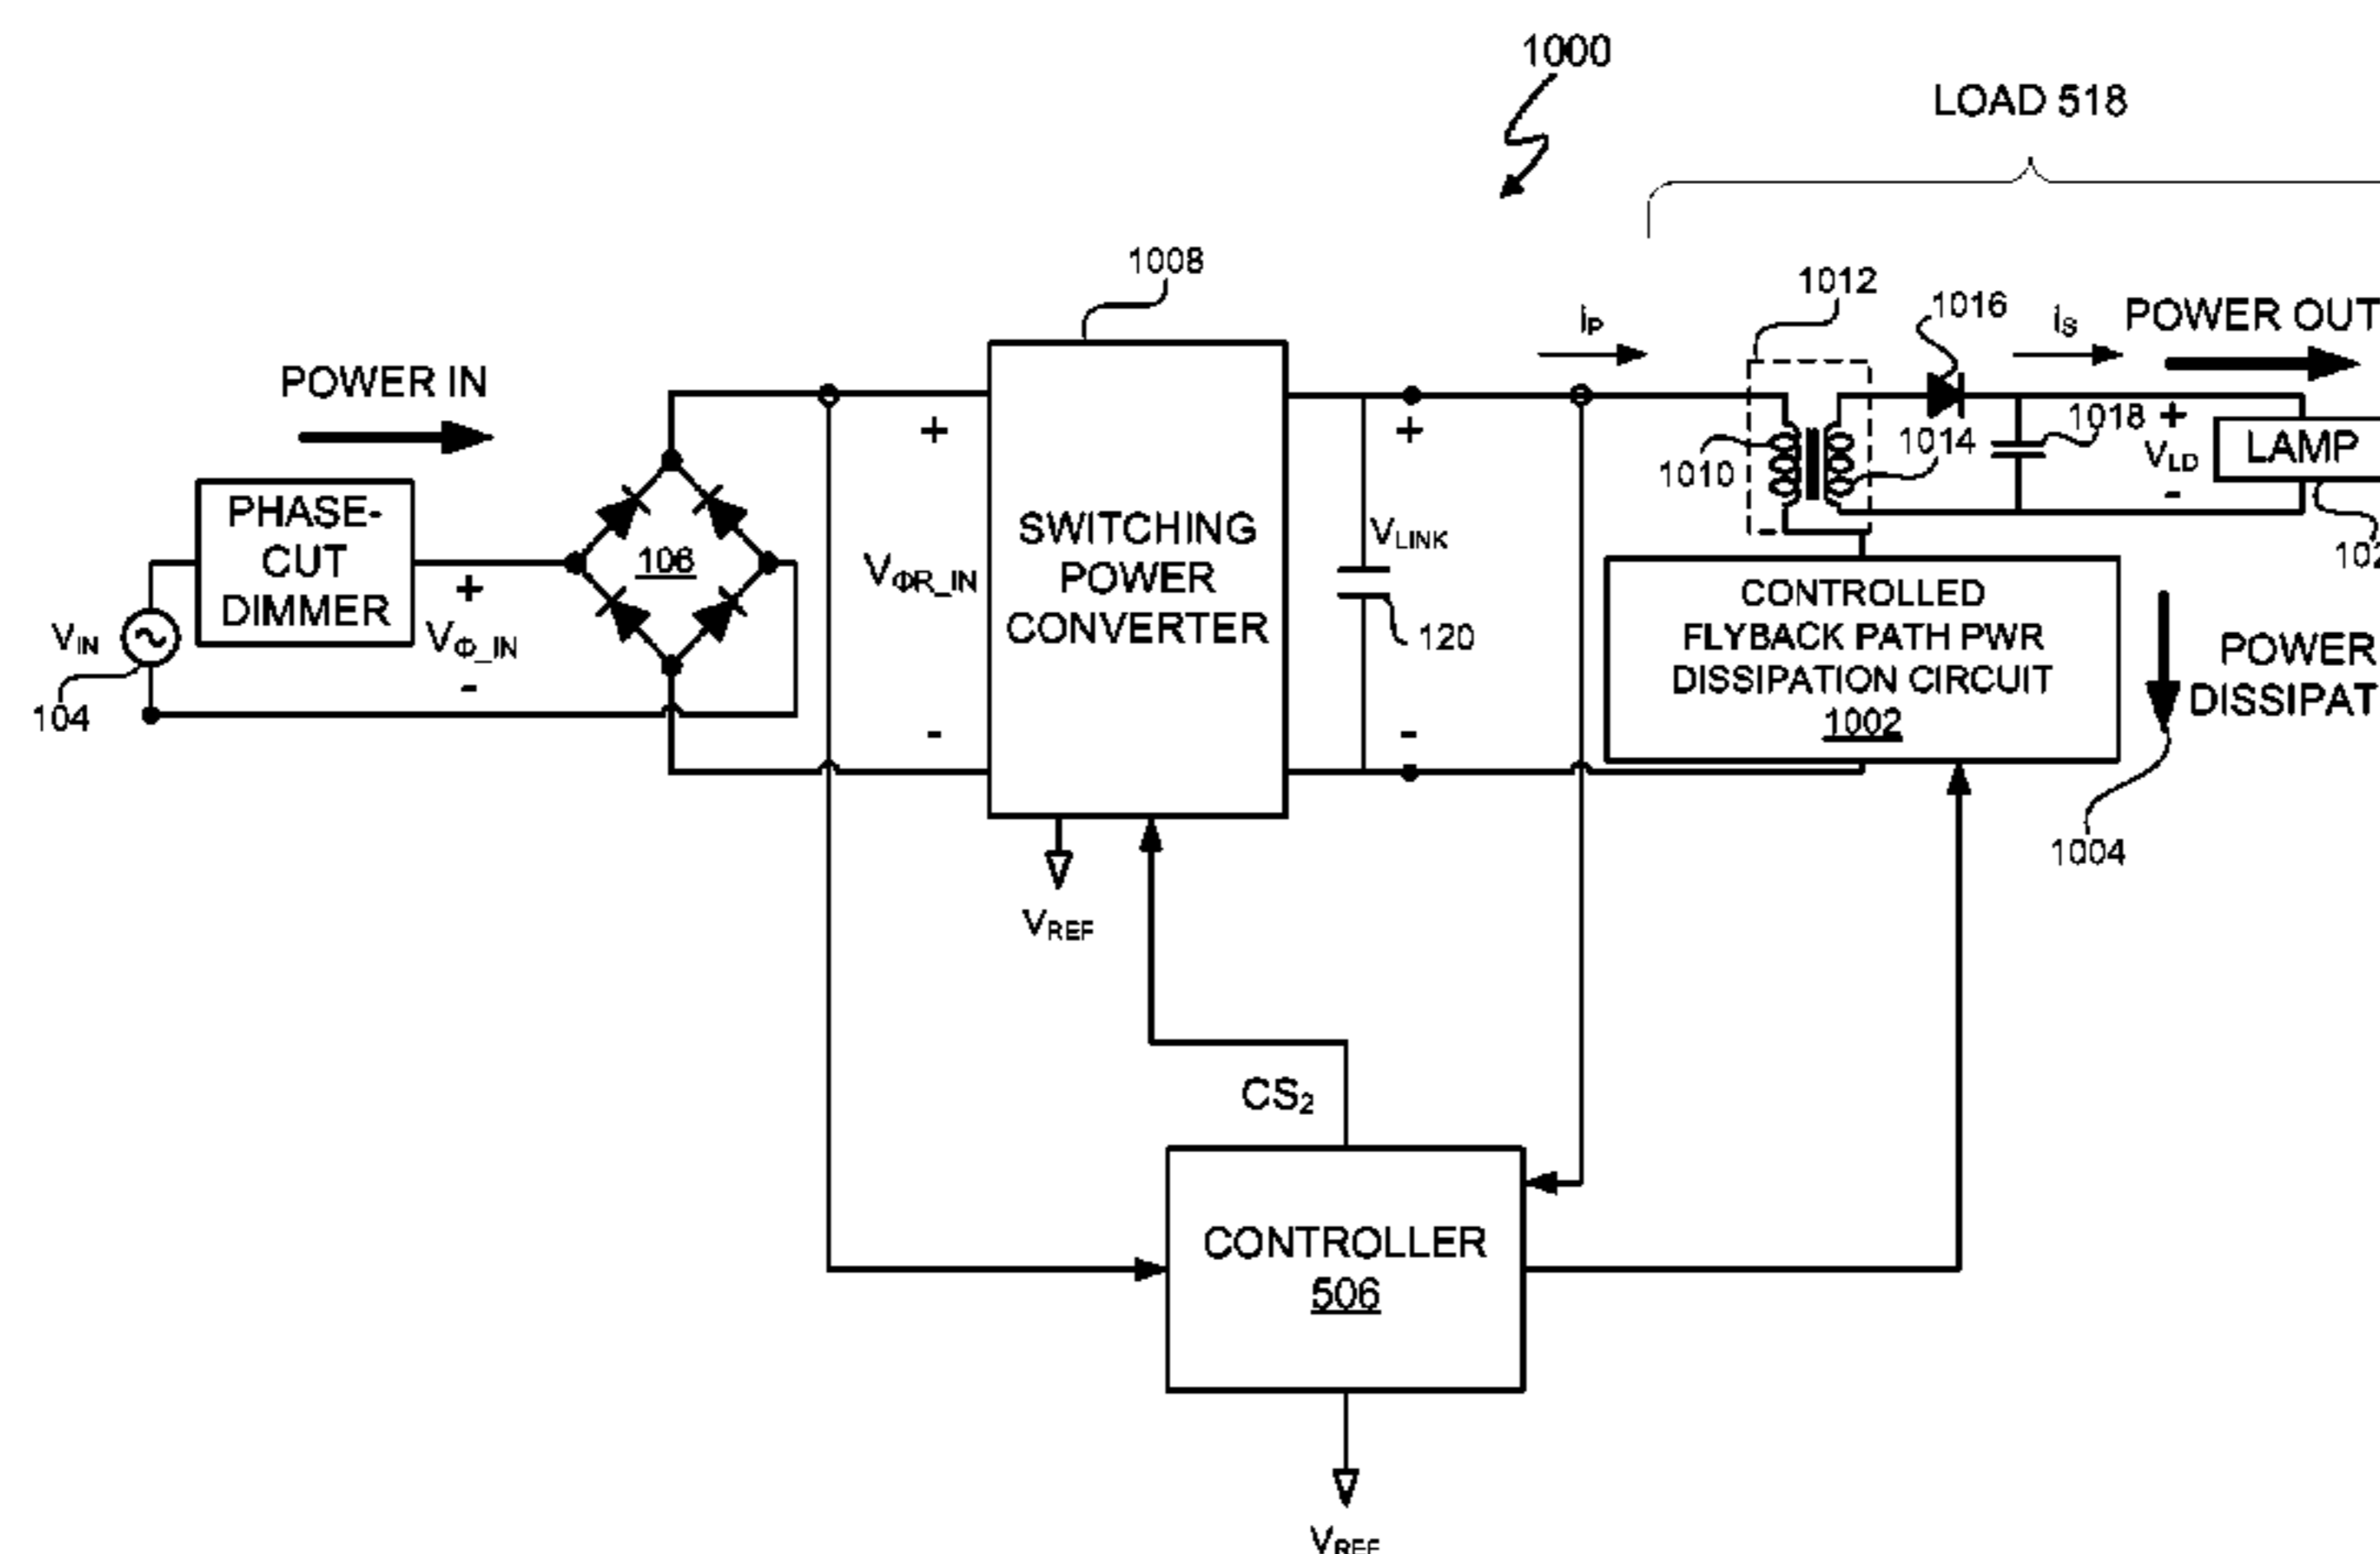 1000
LOAD 518
1008
1012
1016
iP
iS
POWER OUT
POWER IN
+
+
1018
+
1010
1014
VLD
LAMP
-
PHASE-
CUT
DIMMER
106
VΦR_IN
SWITCHING
POWER
CONVERTER
VLINK
120
CONTROLLED
FLYBACK PATH PWR
DISSIPATION CIRCUIT
1002
POWER
VIN
+
VΦ_IN
-
104
-
-
1004
VREF
CS2
CONTROLLER
506
VREF